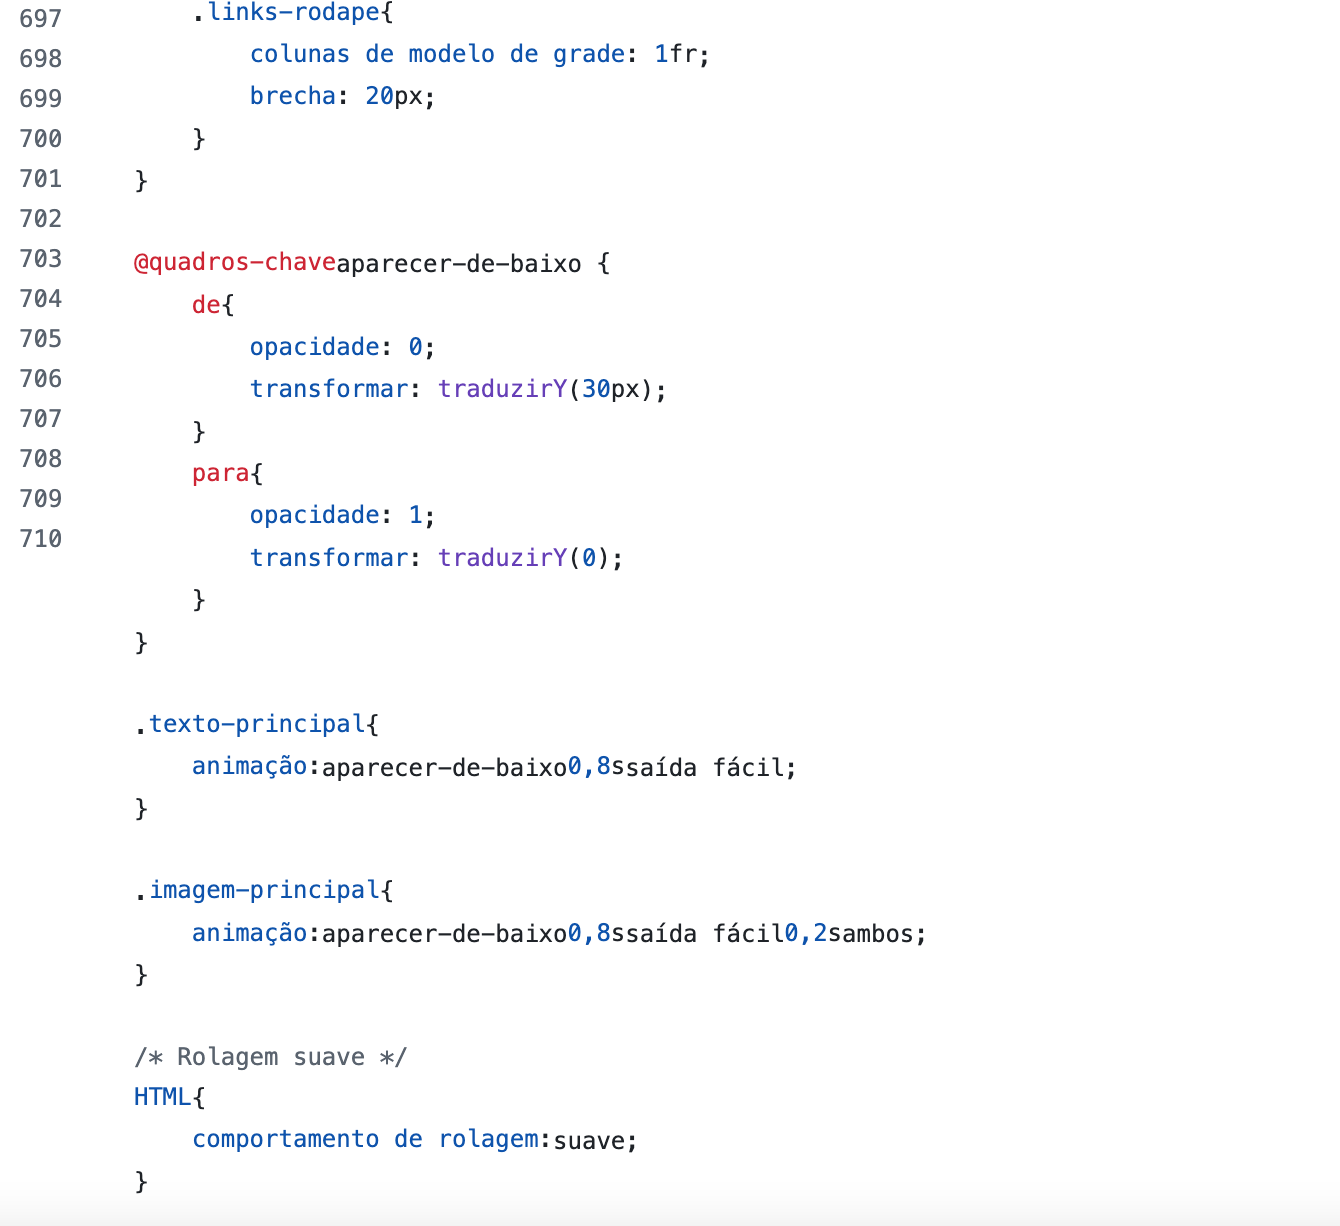 697 .links-rodape{
698 colunas de modelo de grade: 1fr;
699 brecha: 20px;
700 }
701 }
702
703 @quadros-chaveaparecer-de-baixo {
704 de{
705 opacidade: 0;
706 transformar: traduzirY(30px);
707 }
708 para{
709 opacidade: 1;
710 transformar: traduzirY(0);
}
}
.texto-principal{
animação:aparecer-de-baixo0,8ssaída fácil;
}
.imagem-principal{
animação:aparecer-de-baixo0,8ssaída fácil0,2sambos;
}
/* Rolagem suave */
HTML{
comportamento de rolagem:suave;
}